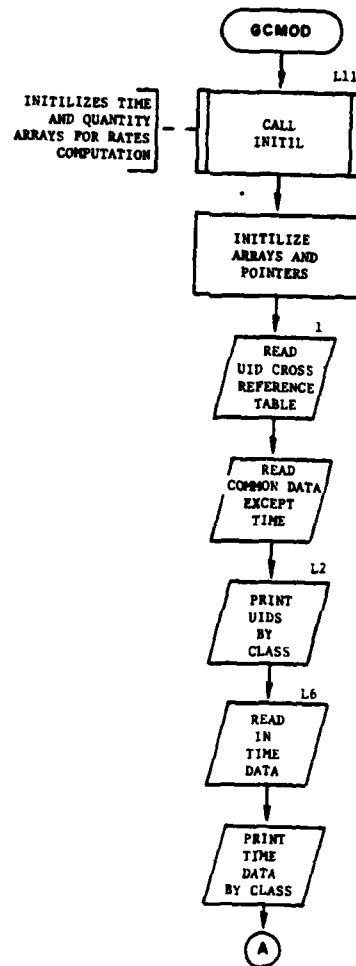 GCMOD
L11
INITILIZES TIME
AND QUANTITY
ARRAYS FOR RATES
COMPUTATION
CALL
INITIL
INITILIZE
ARRAYS AND
POINTERS
1
READ
UID CROSS
REFERENCE
TABLE
READ
COMMON DATA
EXCEPT
TIME
L2
PRINT
UIDS
BY
CLASS
L6
READ
IN
TIME
DATA
PRINT
TIME
DATA
BY CLASS
A